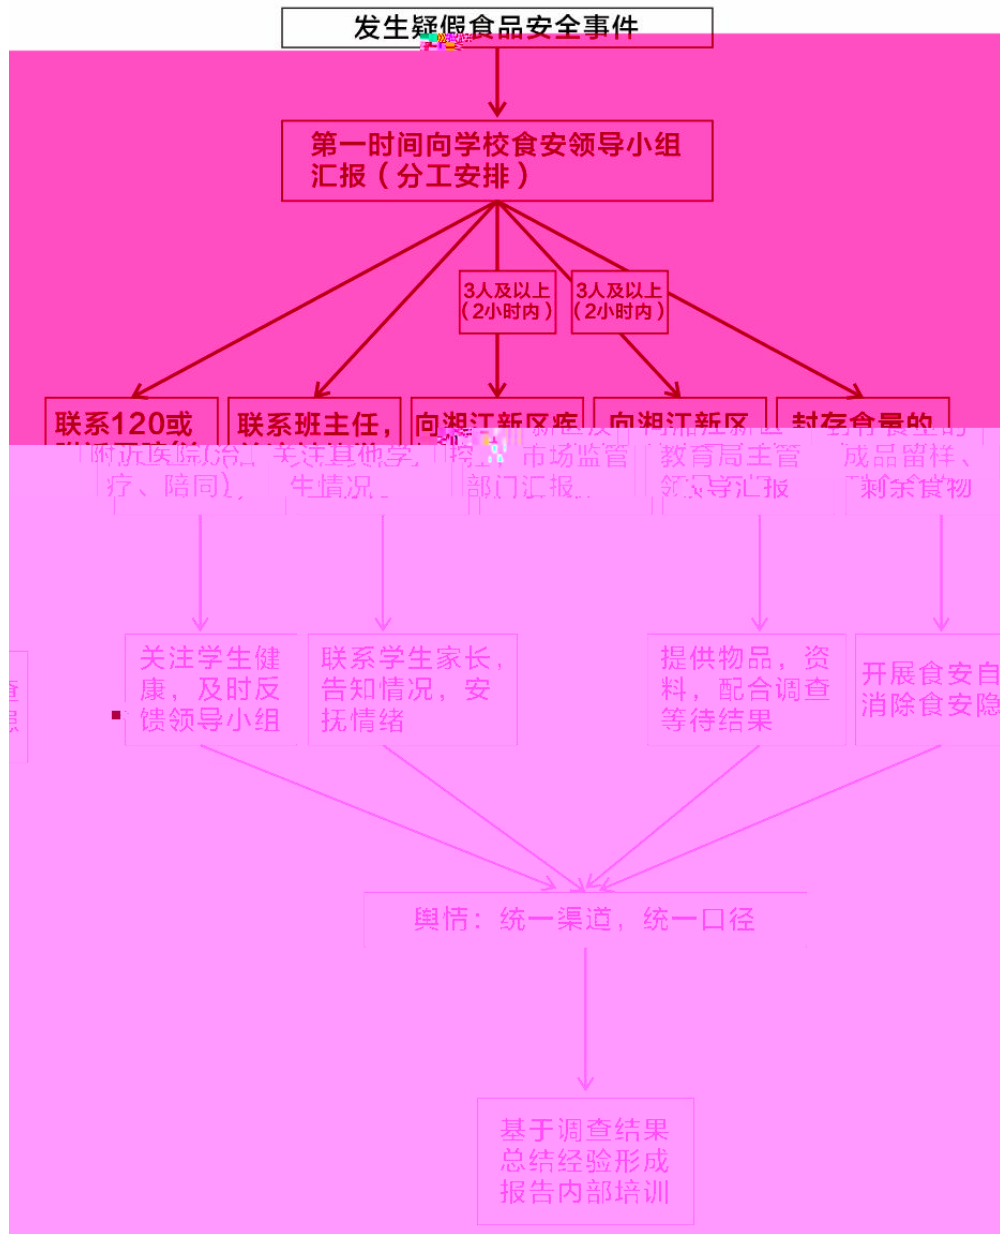 发生疑假食品安全事件
第一时间向学校食安领导小组
汇报（分工安排）
3人及以上
（2小时内）
3人及以上
（2小时内）
联系120或
附近医院(治
疗、陪同)
联系班主任，
关注其他学
生情况。
向湘江新区疾
市场监管
部门汇报
向湘江新区
教育局主管
领导汇报
封存食量的
成品留样、
剩余食物
关注学生健
康，及时反
馈领导小组
联系学生家长，
告知情况，安
抚情绪
提供物品，资
料，配合调查
等待结果
开展食安自
消除食安隐
舆情：统一渠道，统一口径
基于调查结果
总结经验形成
报告内部培训